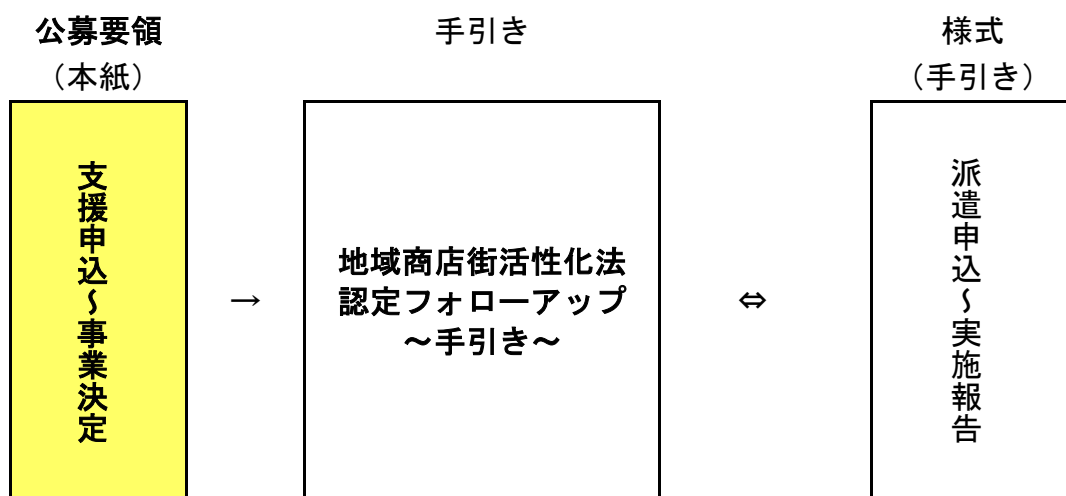 公募要領
（本紙）
手引き
様式
（手引き）
支援申込～事業決定
→
地域商店街活性化法
認定フォローアップ
～手引き～
⇔
派遣申込～実施報告